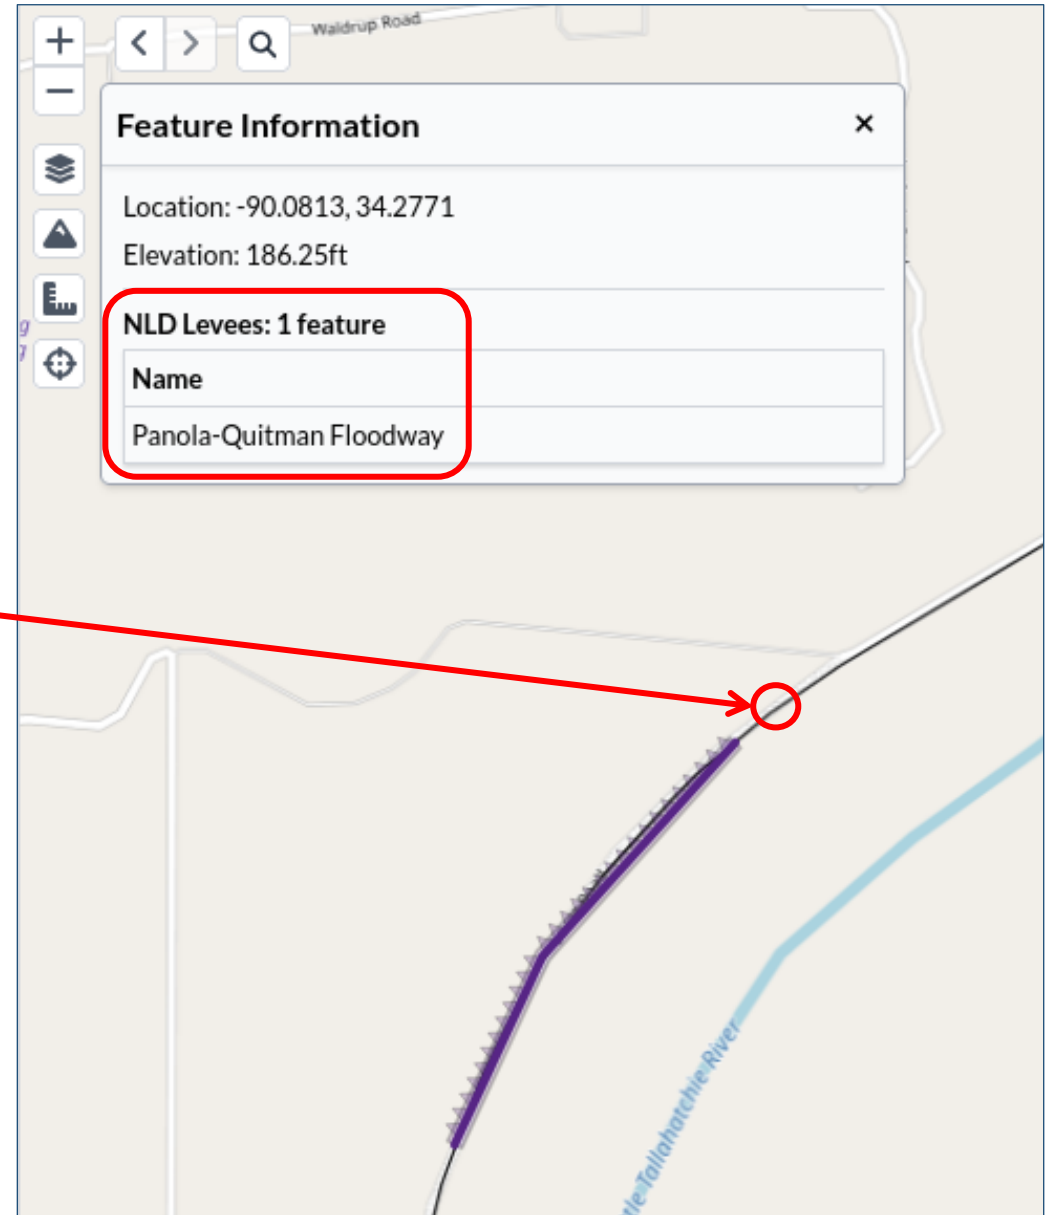 Waldrup Road
Feature Information
Location: -90.0813, 34.2771
Elevation: 186.25ft
NLD Levees: 1 feature
Name
Panola-Quitman Floodway
Tallahatchie River